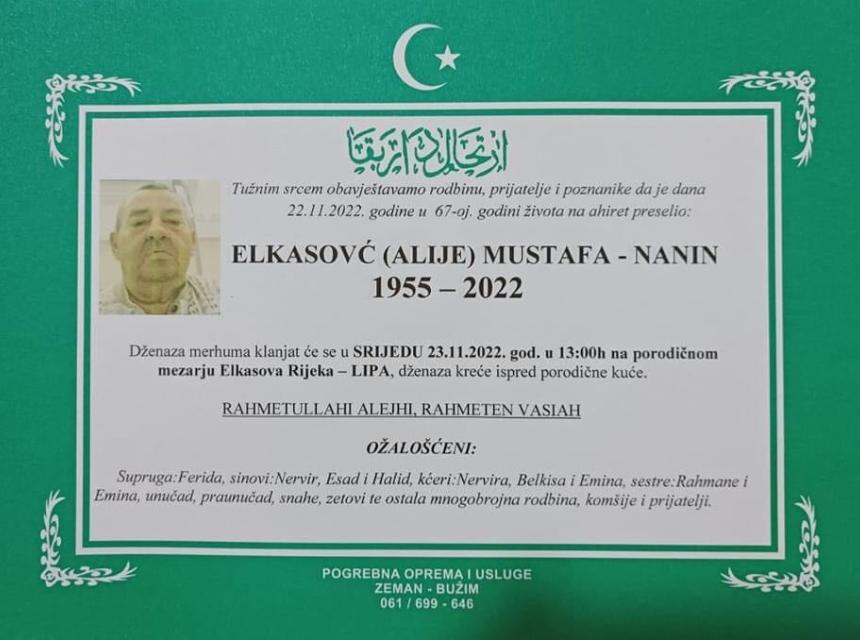 ارتحال دار بقا
Tužnim srcem obavještavamo rodbinu, prijatelje i poznanike da je dana
22.11.2022. godine u 67-oj. godini života na ahiret preselio:
ELKASOVĆ (ALIJE) MUSTAFA - NANIN
1955 – 2022
Dženaza merhuma klanjat će se u SRIJEDU 23.11.2022. god. u 13:00h na porodičnom
mezarju Elkasova Rijeka – LIPA, dženaza kreće ispred porodične kuće.
RAHMETULLAHI ALEJHI, RAHMETEN VASIAH
OŽALOŠĆENI:
Supruga:Ferida, sinovi:Nervir, Esad i Halid, kćeri:Nervira, Belkisa i Emina, sestre:Rahmane i
Emina, unučad, praunučad, snahe, zetovi te ostala mnogobrojna rodbina, komšije i prijatelji.
POGREBNA OPREMA I USLUGE
ZEMAN - BUŽIM
061 / 699 - 646